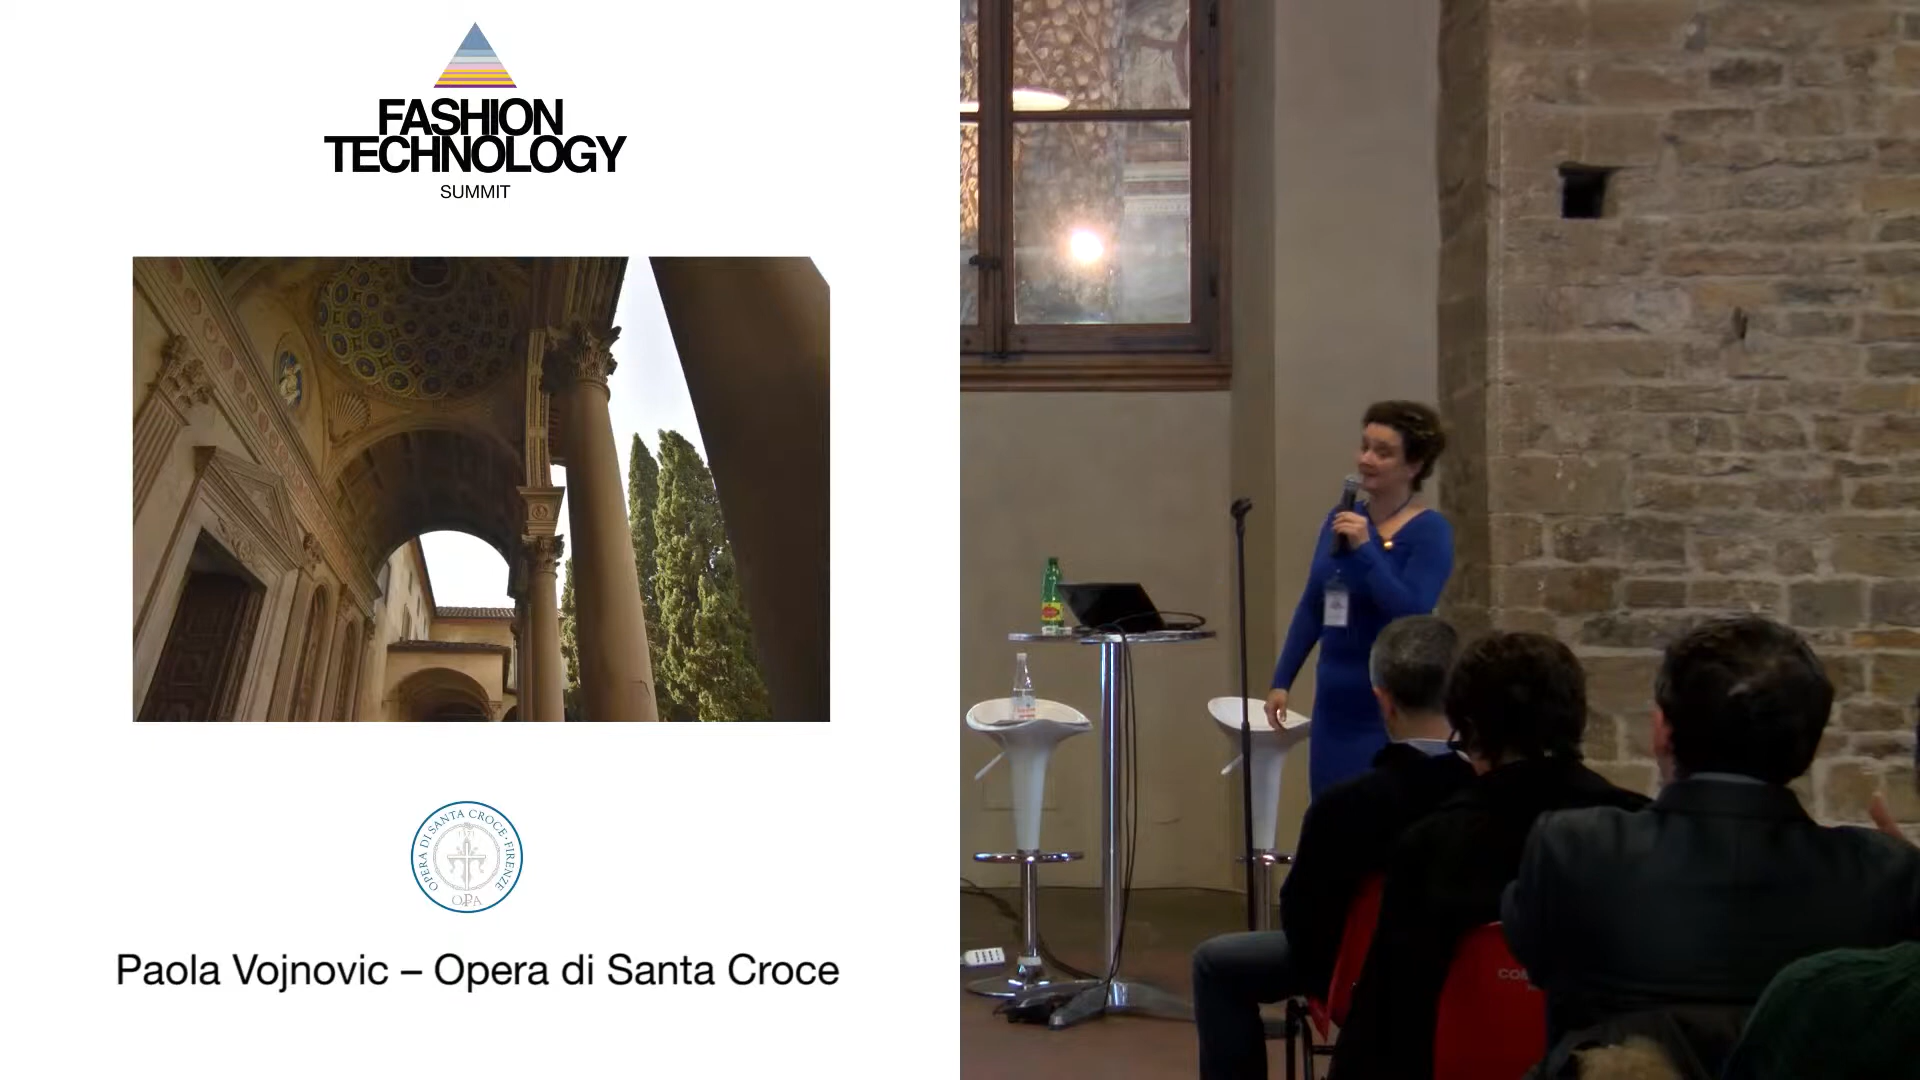 FASHION
TECHNOLOGY
SUMMIT
OPERA DI SANTA CROCE · FIRENZE
OPA
Paola Vojnovic – Opera di Santa Croce